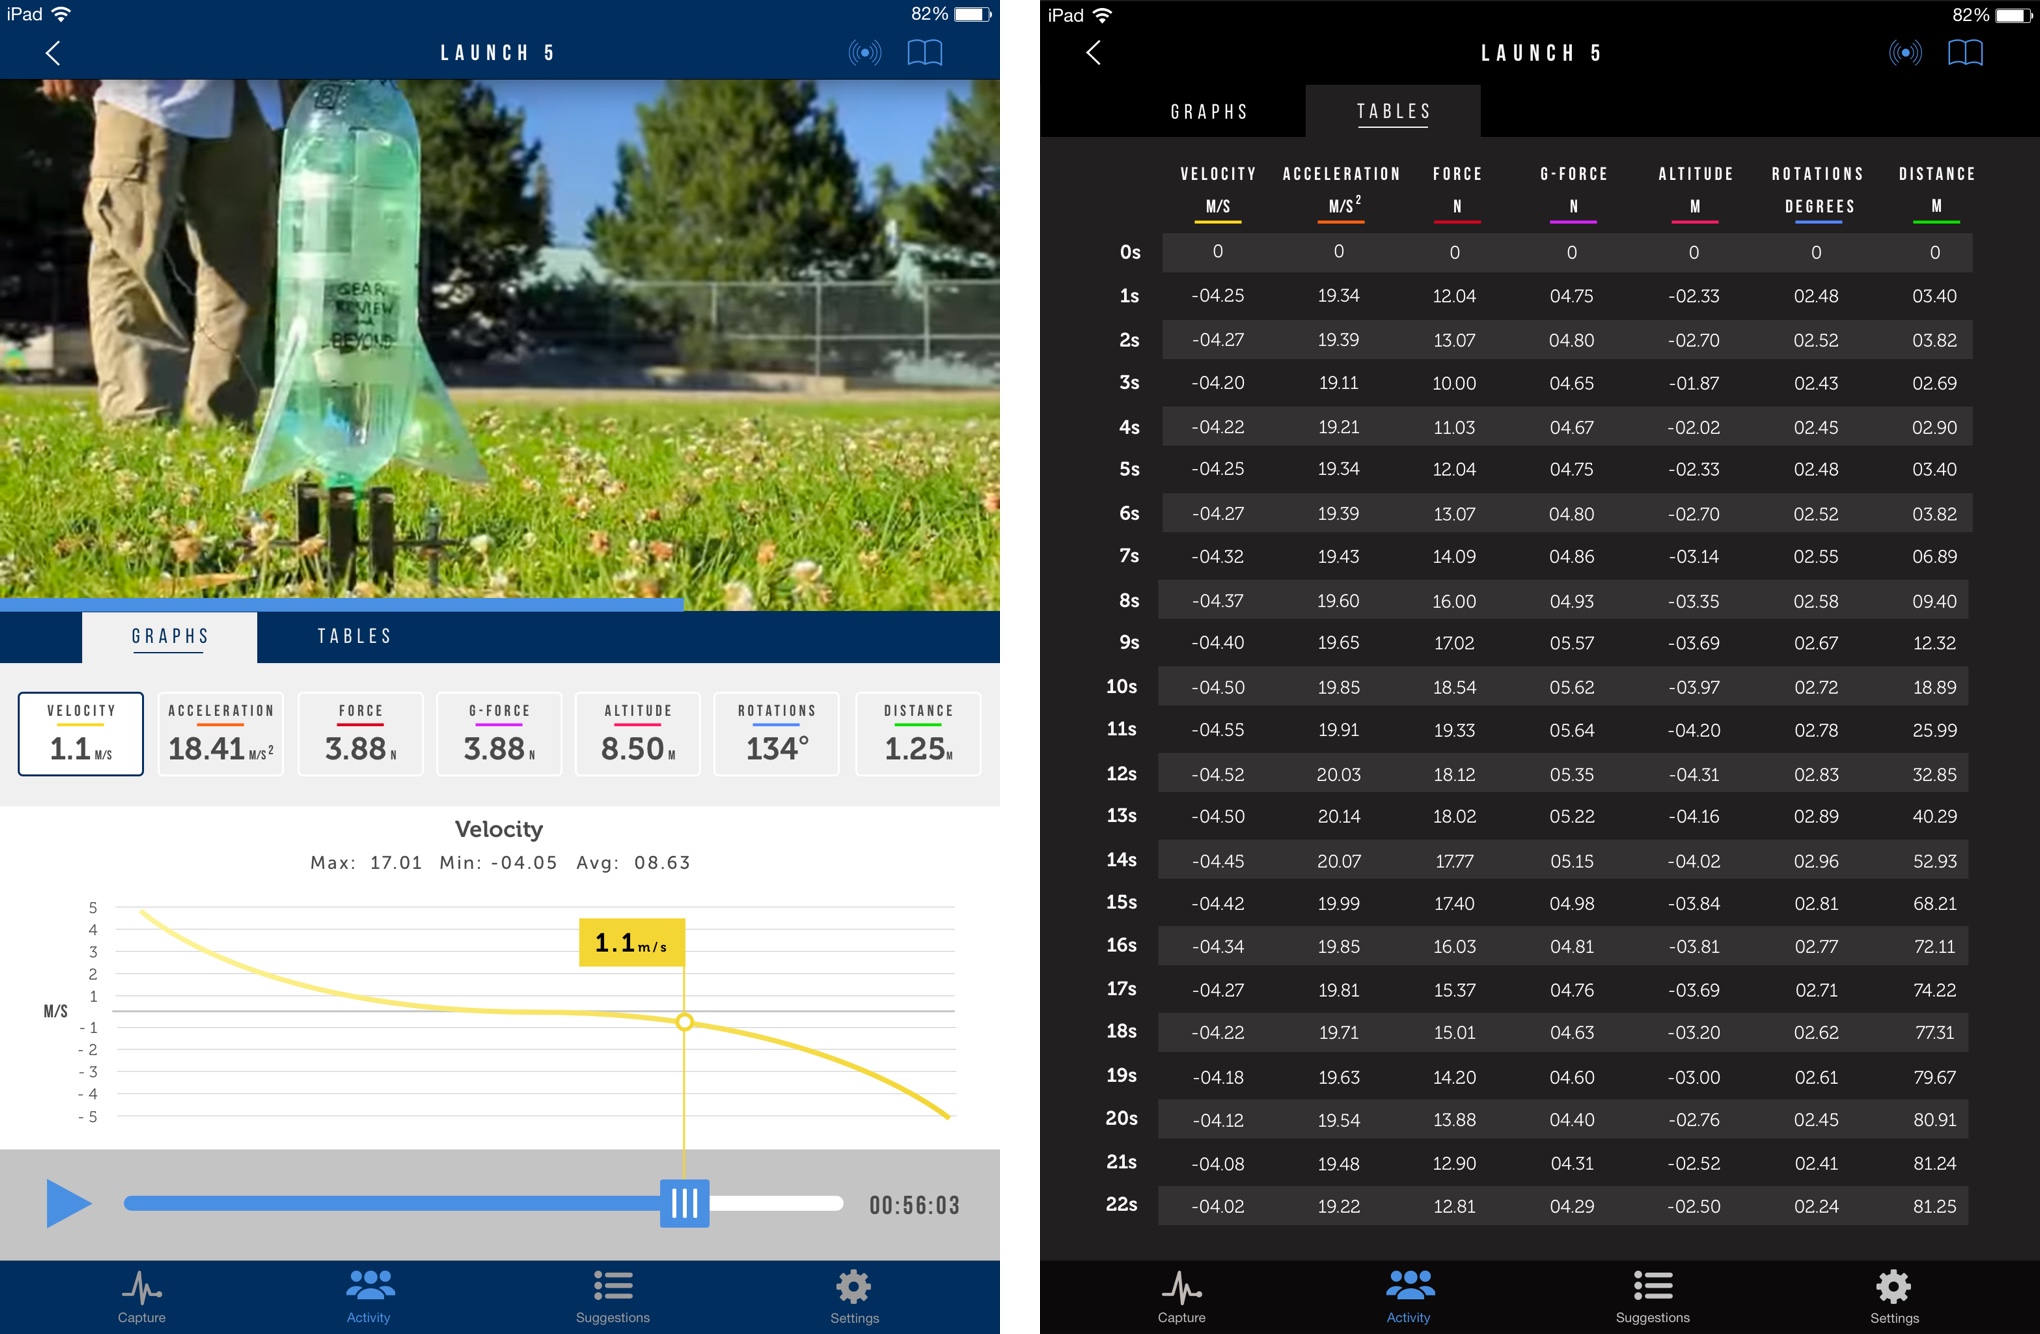 iPad 82%
LAUNCH 5
GEAR
REVIEW
and
BEYOND
GRAPHS TABLES
VELOCITY ACCELERATION FORCE G-FORCE ALTITUDE ROTATIONS DISTANCE
1.1 M/S 18.41 M/S² 3.88 N 3.88 N 8.50 M 134° 1.25 M
Velocity
Max: 17.01 Min: -04.05 Avg: 08.63
5
4
1.1 m/s
3
2
1
M/S
- 1
- 2
- 3
- 4
- 5
00:56:03
Capture Activity Suggestions Settings
iPad 82%
LAUNCH 5
GRAPHS TABLES
VELOCITY ACCELERATION FORCE G-FORCE ALTITUDE ROTATIONS DISTANCE
M/S M/S² N N M DEGREES M
0s 0 0 0 0 0 0 0
1s -04.25 19.34 12.04 04.75 -02.33 02.48 03.40
2s -04.27 19.39 13.07 04.80 -02.70 02.52 03.82
3s -04.20 19.11 10.00 04.65 -01.87 02.43 02.69
4s -04.22 19.21 11.03 04.67 -02.02 02.45 02.90
5s -04.25 19.34 12.04 04.75 -02.33 02.48 03.40
6s -04.27 19.39 13.07 04.80 -02.70 02.52 03.82
7s -04.32 19.43 14.09 04.86 -03.14 02.55 06.89
8s -04.37 19.60 16.00 04.93 -03.35 02.58 09.40
9s -04.40 19.65 17.02 05.57 -03.69 02.67 12.32
10s -04.50 19.85 18.54 05.62 -03.97 02.72 18.89
11s -04.55 19.91 19.33 05.64 -04.20 02.78 25.99
12s -04.52 20.03 18.12 05.35 -04.31 02.83 32.85
13s -04.50 20.14 18.02 05.22 -04.16 02.89 40.29
14s -04.45 20.07 17.77 05.15 -04.02 02.96 52.93
15s -04.42 19.99 17.40 04.98 -03.84 02.81 68.21
16s -04.34 19.85 16.03 04.81 -03.81 02.77 72.11
17s -04.27 19.81 15.37 04.76 -03.69 02.71 74.22
18s -04.22 19.71 15.01 04.63 -03.20 02.62 77.31
19s -04.18 19.63 14.20 04.60 -03.00 02.61 79.67
20s -04.12 19.54 13.88 04.40 -02.76 02.45 80.91
21s -04.08 19.48 12.90 04.31 -02.52 02.41 81.24
22s -04.02 19.22 12.81 04.29 -02.50 02.24 81.25
Capture Activity Suggestions Settings